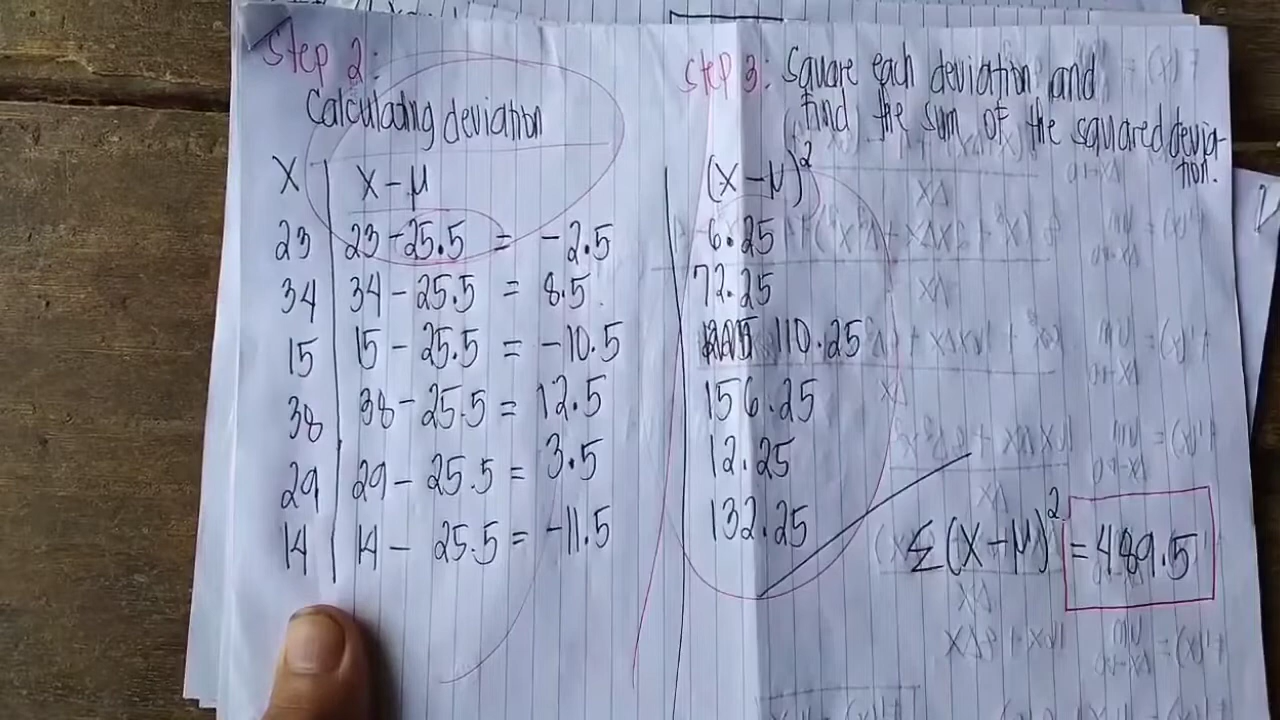 Step 2:
Calculating deviation
X | X-μ
23 | 23-25.5 = -2.5
34 | 34-25.5 = 8.5
15 | 15-25.5 = -10.5
38 | 38-25.5 = 12.5
29 | 29-25.5 = 3.5
14 | 14-25.5 = -11.5
Step 3: Square each deviation and
find the sum of the squared devia-
tion.
(X-μ)²
6.25
72.25
110.25
156.25
12.25
132.25
Σ(X-μ)² = 489.5